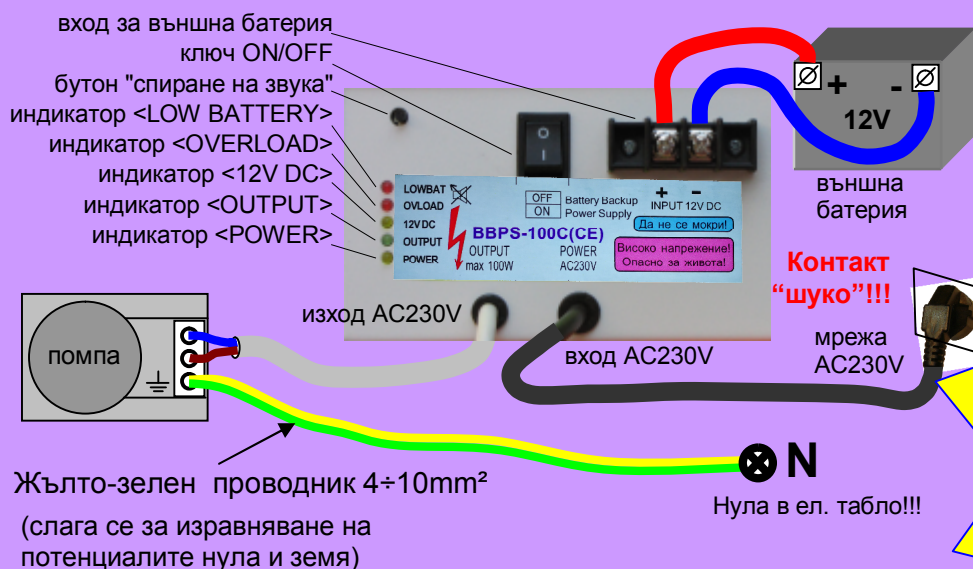 вход за външна батерия
ключ ON/OFF
бутон "спиране на звука"
индикатор <LOW BATTERY>
индикатор <OVERLOAD>
индикатор <12V DC>
индикатор <OUTPUT>
индикатор <POWER>
O
I
LOWBAT
OVLOAD
12V DC
OUTPUT
POWER
OFF
ON
Battery Backup
Power Supply
+ −
INPUT 12V DC
BBPS-100C(CE)
OUTPUT
max 100W
POWER
AC230V
Да не се мокри!
Високо напрежение!
Опасно за живота!
+ -
12V
външна
батерия
Контакт
“шуко”!!!
изход AC230V
вход AC230V
мрежа
AC230V
помпа
N
Нула в ел. табло!!!
Жълто-зелен проводник 4÷10mm²
(слага се за изравняване на
потенциалите нула и земя)